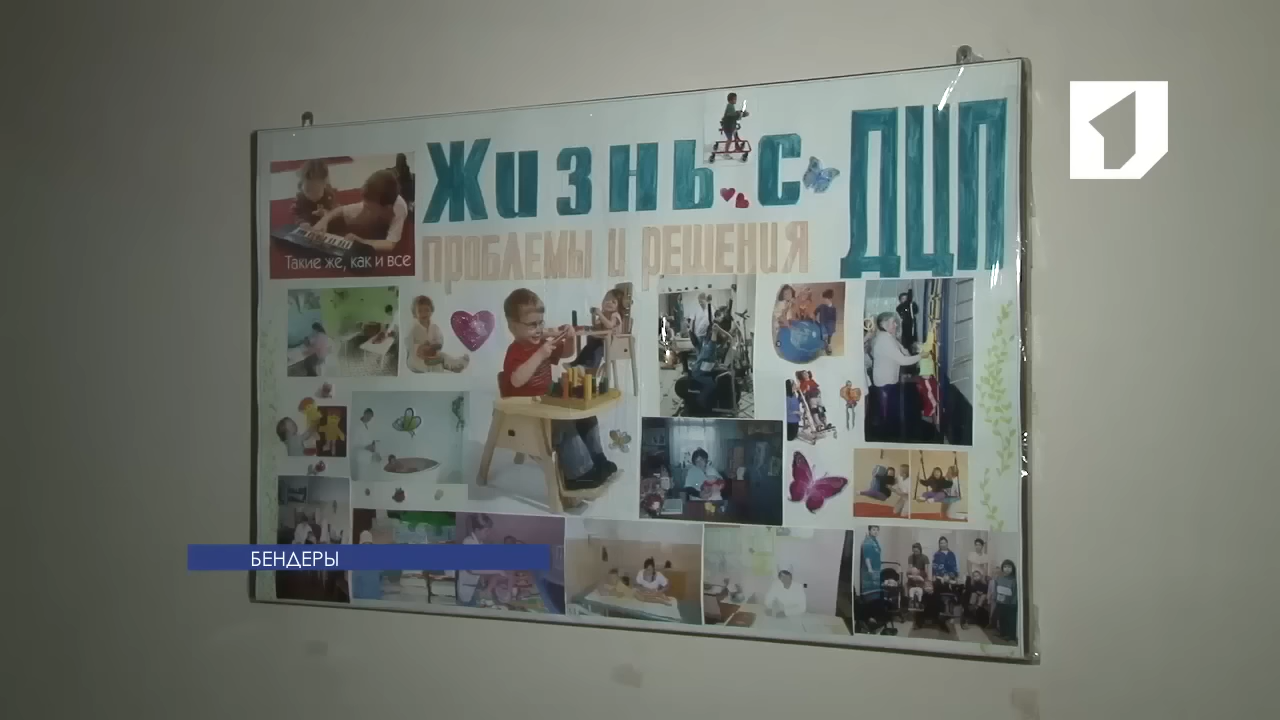 Жизнь с ДЦП
проблемы и решения
Такие же, как и все
БЕНДЕРЫ